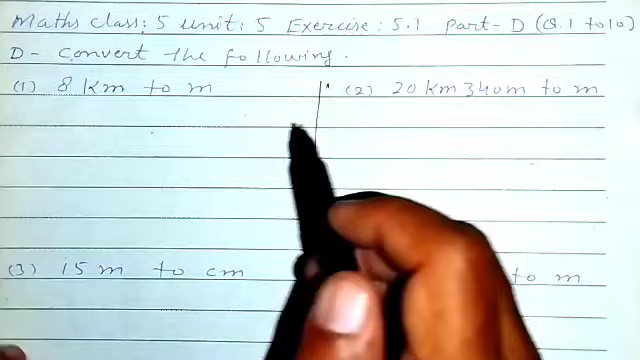 Maths class: 5 unit: 5 Exercise: 5.1 part-D (Q.1 to 10)
D- Convert the following.
(1) 8 Km to m
(2) 20 km 340m to m
(3) 15 m to cm
to m